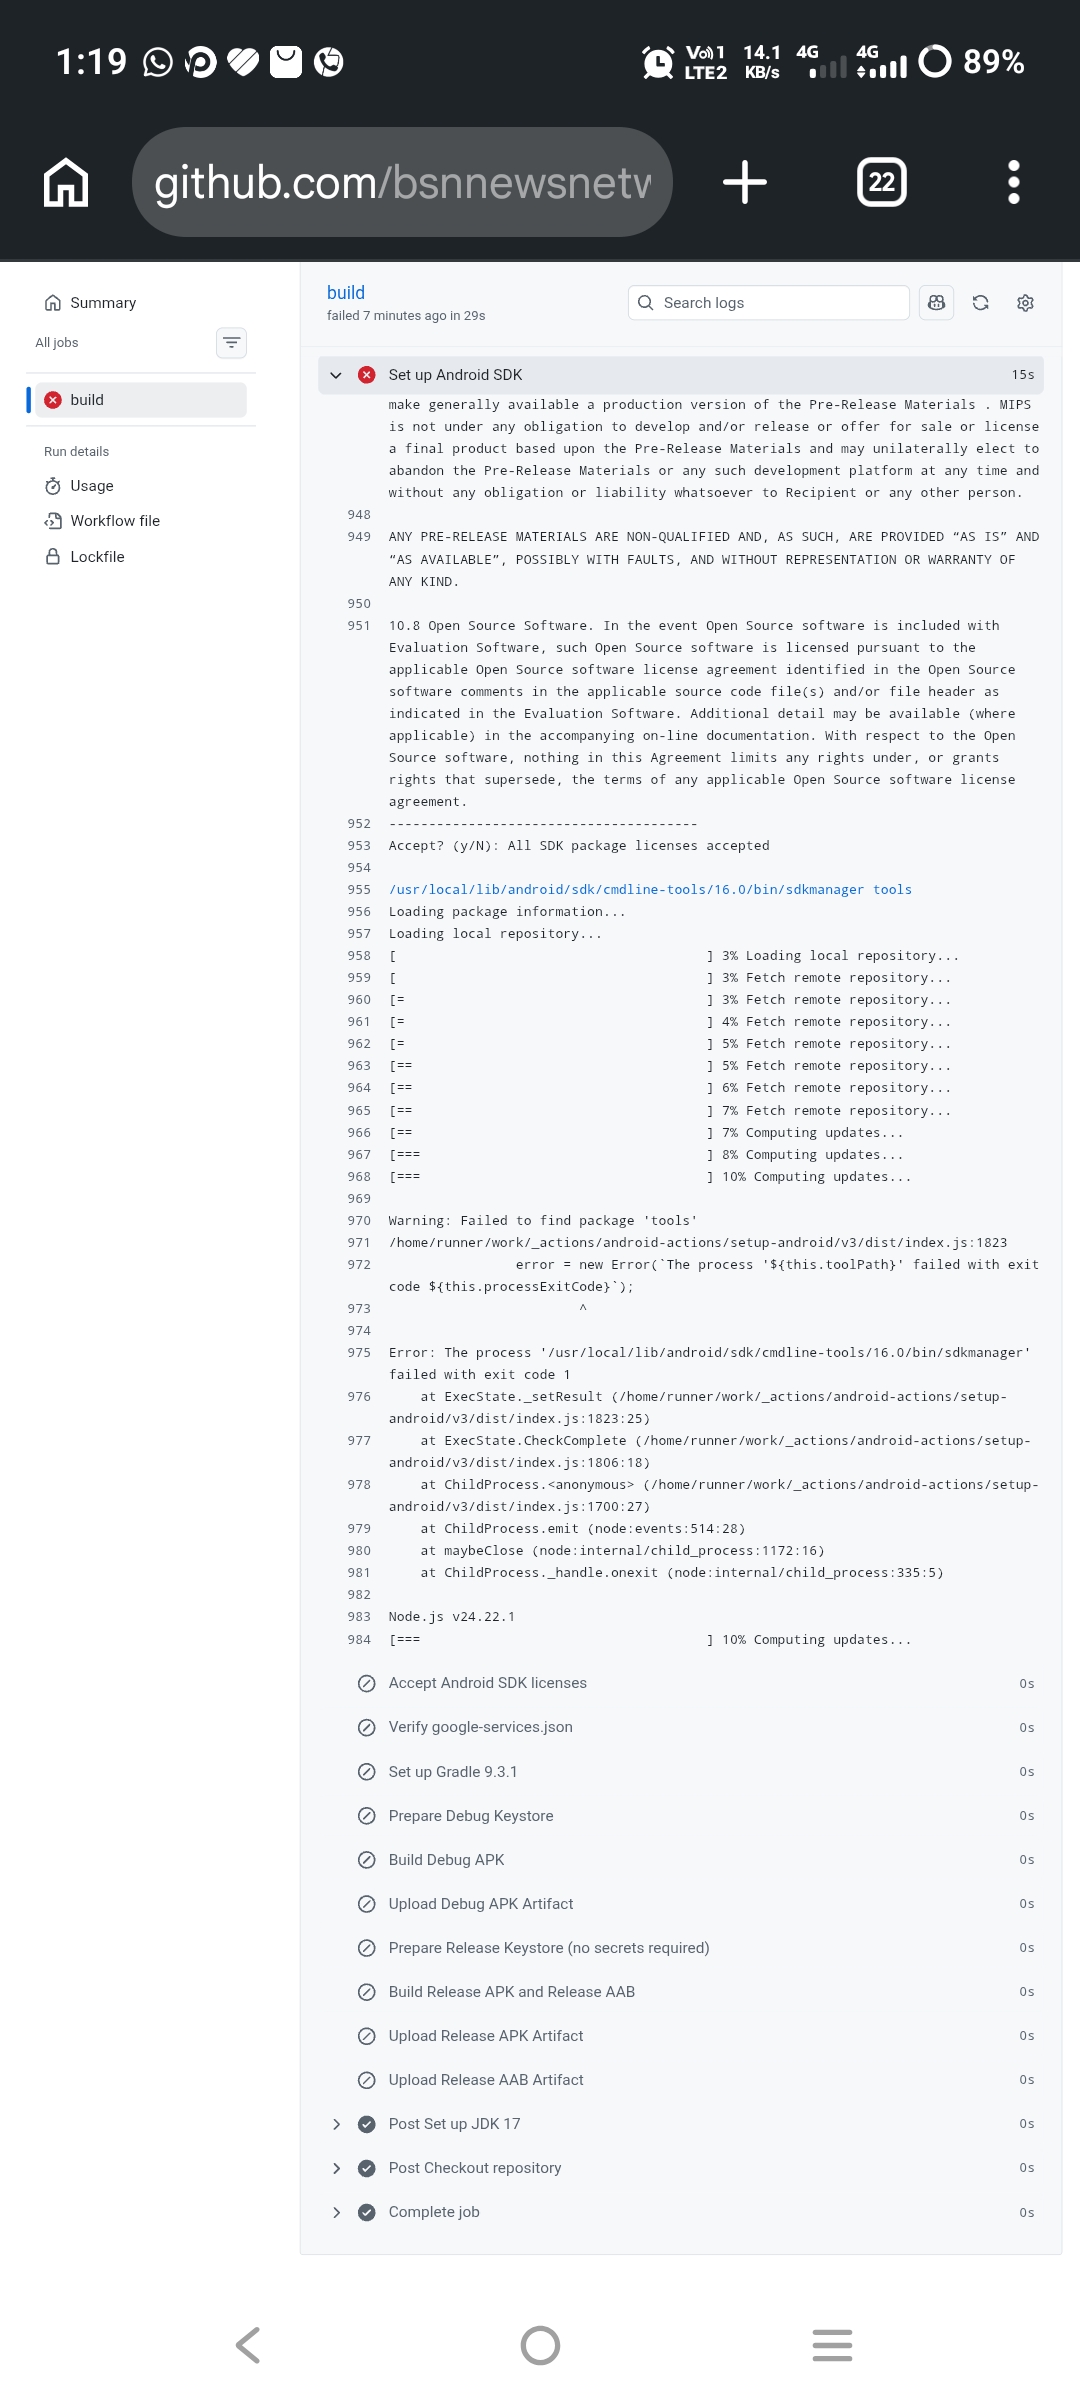 1:19
Vo) 1
LTE2
14.1
KB/s
4G
4G
89%
github.com/bsnnewsnetw
22
Summary
All jobs
build
Run details
Usage
Workflow file
Lockfile
build
failed 7 minutes ago in 29s
Search logs
Set up Android SDK 15s
make generally available a production version of the Pre-Release Materials . MIPS
is not under any obligation to develop and/or release or offer for sale or license
a final product based upon the Pre-Release Materials and may unilaterally elect to
abandon the Pre-Release Materials or any such development platform at any time and
without any obligation or liability whatsoever to Recipient or any other person.
948
949 ANY PRE-RELEASE MATERIALS ARE NON-QUALIFIED AND, AS SUCH, ARE PROVIDED “AS IS” AND
“AS AVAILABLE”, POSSIBLY WITH FAULTS, AND WITHOUT REPRESENTATION OR WARRANTY OF
ANY KIND.
950
951 10.8 Open Source Software. In the event Open Source software is included with
Evaluation Software, such Open Source software is licensed pursuant to the
applicable Open Source software license agreement identified in the Open Source
software comments in the applicable source code file(s) and/or file header as
indicated in the Evaluation Software. Additional detail may be available (where
applicable) in the accompanying on-line documentation. With respect to the Open
Source software, nothing in this Agreement limits any rights under, or grants
rights that supersede, the terms of any applicable Open Source software license
agreement.
952 ---------------------------------------
953 Accept? (y/N): All SDK package licenses accepted
954
955 /usr/local/lib/android/sdk/cmdline-tools/16.0/bin/sdkmanager tools
956 Loading package information...
957 Loading local repository...
958 [                                       ] 3% Loading local repository...
959 [                                       ] 3% Fetch remote repository...
960 [=                                      ] 3% Fetch remote repository...
961 [=                                      ] 4% Fetch remote repository...
962 [=                                      ] 5% Fetch remote repository...
963 [==                                     ] 5% Fetch remote repository...
964 [==                                     ] 6% Fetch remote repository...
965 [==                                     ] 7% Fetch remote repository...
966 [==                                     ] 7% Computing updates...
967 [===                                    ] 8% Computing updates...
968 [===                                    ] 10% Computing updates...
969
970 Warning: Failed to find package 'tools'
971 /home/runner/work/_actions/android-actions/setup-android/v3/dist/index.js:1823
972                 error = new Error(`The process '${this.toolPath}' failed with exit
code ${this.processExitCode}`);
973                         ^
974
975 Error: The process '/usr/local/lib/android/sdk/cmdline-tools/16.0/bin/sdkmanager'
failed with exit code 1
976     at ExecState._setResult (/home/runner/work/_actions/android-actions/setup-
android/v3/dist/index.js:1823:25)
977     at ExecState.CheckComplete (/home/runner/work/_actions/android-actions/setup-
android/v3/dist/index.js:1806:18)
978     at ChildProcess.<anonymous> (/home/runner/work/_actions/android-actions/setup-
android/v3/dist/index.js:1700:27)
979     at ChildProcess.emit (node:events:514:28)
980     at maybeClose (node:internal/child_process:1172:16)
981     at ChildProcess._handle.onexit (node:internal/child_process:335:5)
982
983 Node.js v24.22.1
984 [===                                    ] 10% Computing updates...
Accept Android SDK licenses 0s
Verify google-services.json 0s
Set up Gradle 9.3.1 0s
Prepare Debug Keystore 0s
Build Debug APK 0s
Upload Debug APK Artifact 0s
Prepare Release Keystore (no secrets required) 0s
Build Release APK and Release AAB 0s
Upload Release APK Artifact 0s
Upload Release AAB Artifact 0s
Post Set up JDK 17 0s
Post Checkout repository 0s
Complete job 0s